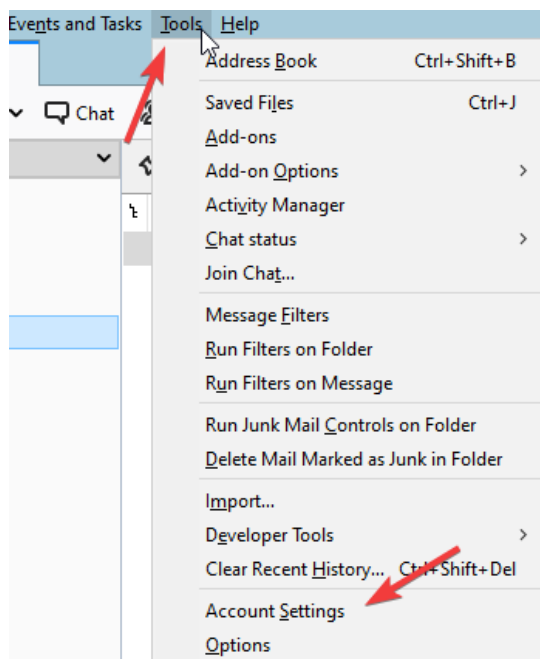 Events and Tasks Tools Help
Address Book Ctrl+Shift+B
Chat
Saved Files Ctrl+J
Add-ons
Add-on Options
Activity Manager
Chat status
Join Chat...
Message Filters
Run Filters on Folder
Run Filters on Message
Run Junk Mail Controls on Folder
Delete Mail Marked as Junk in Folder
Import...
Developer Tools
Clear Recent History... Ctrl+Shift+Del
Account Settings
Options